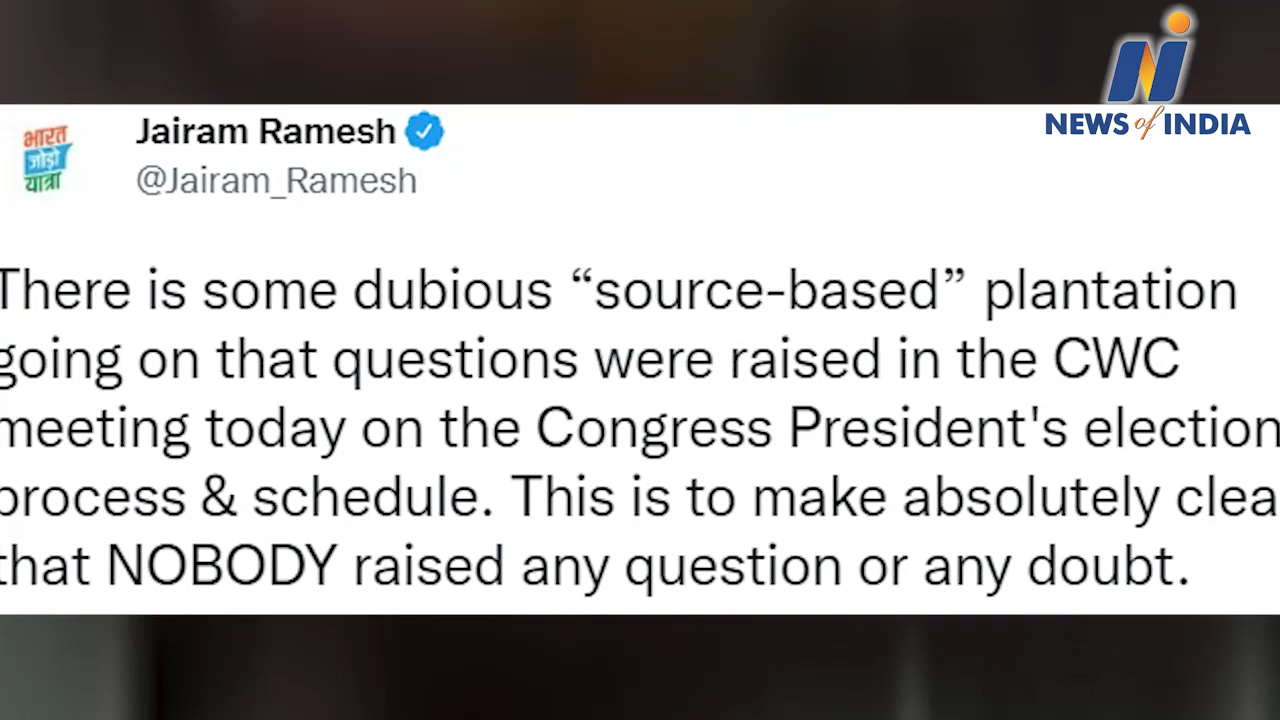 NEWS of INDIA
भारत
जोड़ो
यात्रा
Jairam Ramesh
@Jairam_Ramesh
There is some dubious “source-based” plantation
going on that questions were raised in the CWC
meeting today on the Congress President's election
process & schedule. This is to make absolutely clea
that NOBODY raised any question or any doubt.